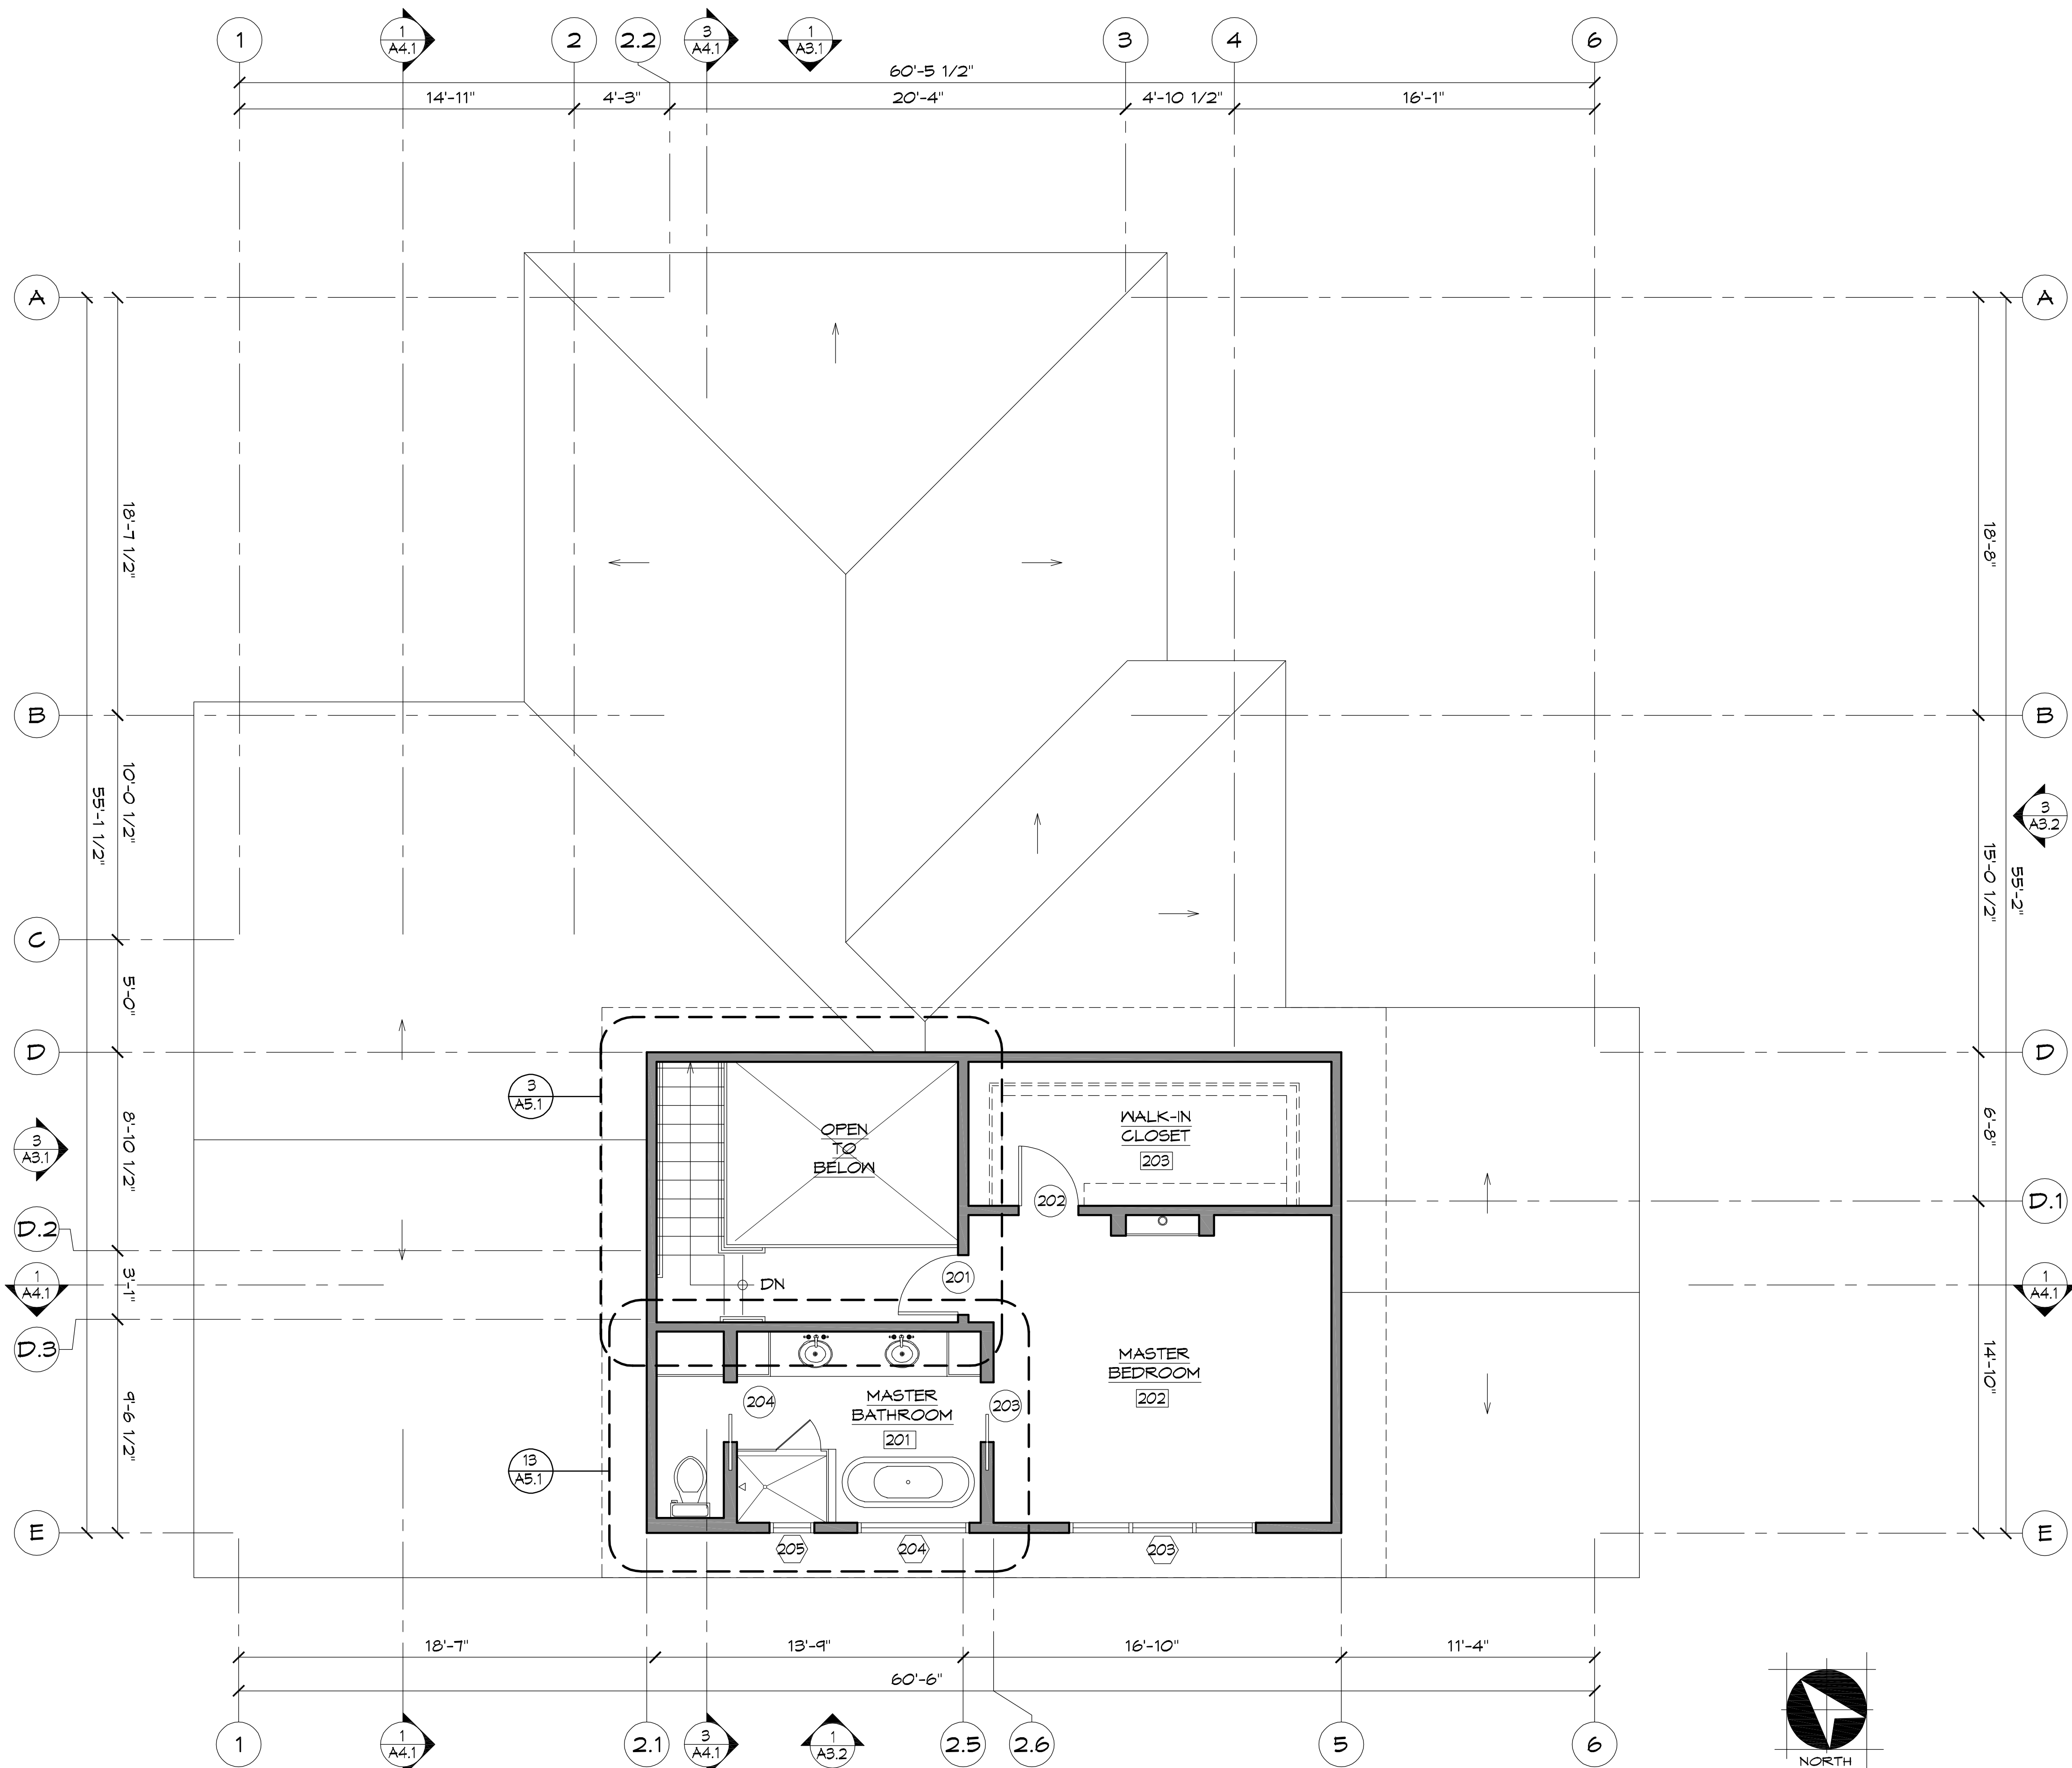 1
1
A4.1
2
2.2
3
A4.1
1
A3.1
3
4
6
60'-5 1/2"
14'-11"
4'-3"
20'-4"
4'-10 1/2"
16'-1"
A
A
18'-7 1/2"
18'-8"
B
B
10'-0 1/2"
55'-1 1/2"
3
A3.2
15'-0 1/2"
55'-2"
C
5'-0"
D
D
3
A5.1
8'-10 1/2"
6'-8"
OPEN
TO
BELOW
WALK-IN
CLOSET
203
3
A3.1
202
D.1
D.2
201
DN
1
A4.1
3'-1"
1
A4.1
D.3
MASTER
BEDROOM
202
14'-10"
204
MASTER
BATHROOM
201
203
9'-6 1/2"
13
A5.1
E
E
205
204
203
18'-7"
13'-9"
16'-10"
11'-4"
60'-6"
1
1
A4.1
2.1
3
A4.1
1
A3.2
2.5
2.6
5
6
NORTH